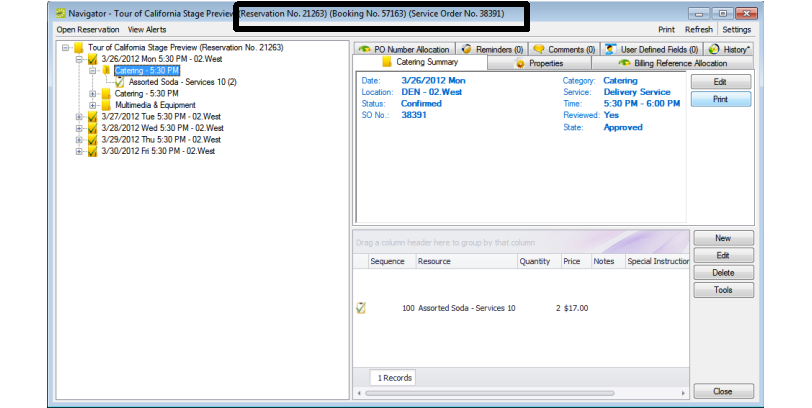 Navigator - Tour of California Stage Preview (Reservation No. 21263) (Booking No. 57163) (Service Order No. 38391)
Open Reservation View Alerts
Print Refresh Settings
Tour of California Stage Preview (Reservation No. 21263)
3/26/2012 Mon 5:30 PM - 02.West
Catering - 5:30 PM
Assorted Soda - Services 10 (2)
Catering - 5:30 PM
Multimedia & Equipment
3/27/2012 Tue 5:30 PM - 02.West
3/28/2012 Wed 5:30 PM - 02.West
3/29/2012 Thu 5:30 PM - 02.West
3/30/2012 Fri 5:30 PM - 02.West
PO Number Allocation Reminders (0) Comments (0) User Defined Fields (0) History*
Catering Summary Properties Billing Reference Allocation
Date: 3/26/2012 Mon Category: Catering
Location: DEN - 02.West Service: Delivery Service
Status: Confirmed Time: 5:30 PM - 6:00 PM
SO No.: 38391 Reviewed: Yes
State: Approved
Edit
Print
Drag a column header here to group by that column
Sequence Resource Quantity Price Notes Special Instruction
100 Assorted Soda - Services 10 2 $17.00
1 Records
New
Edit
Delete
Tools
Close